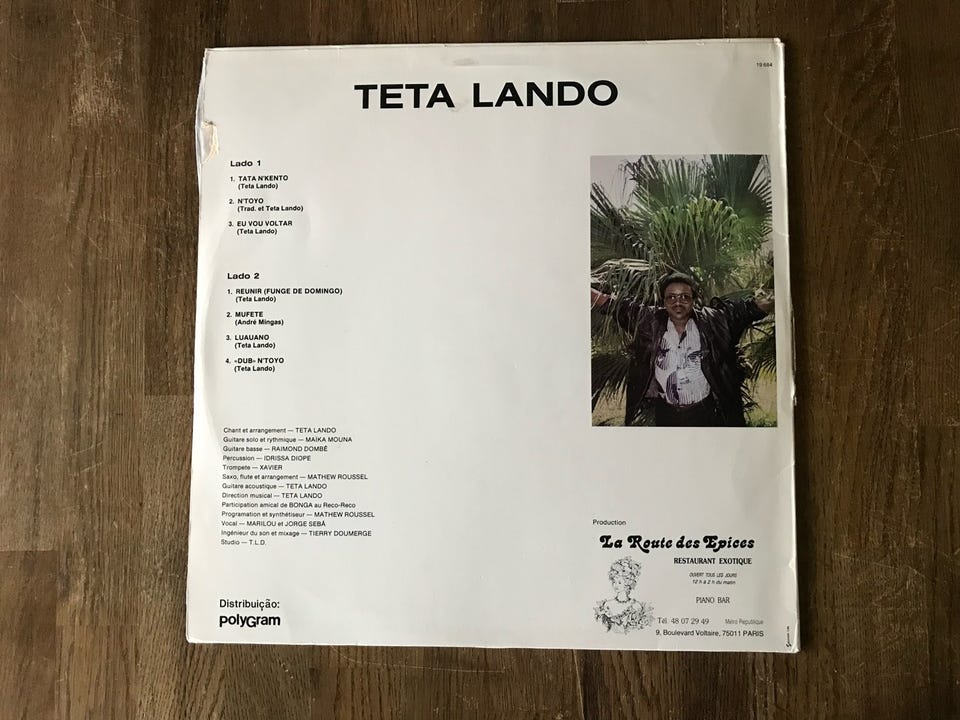 19 684
TETA LANDO
Lado 1
1. TATA N'KENTO
(Teta Lando)
2. N'TOYO
(Trad. et Teta Lando)
3. EU VOU VOLTAR
(Teta Lando)
Lado 2
1. REUNIR (FUNGE DE DOMINGO)
(Teta Lando)
2. MUFETE
(André Mingas)
3. LUAUANO
(Teta Lando)
4. «DUB» N'TOYO
(Teta Lando)
Chant et arrangement — TETA LANDO
Guitare solo et rythmique — MAÏKA MOUNA
Guitare basse — RAIMOND DOMBÉ
Percussion — IDRISSA DIOPE
Trompete — XAVIER
Saxo, flute et arrangement — MATHEW ROUSSEL
Guitare acoustique — TETA LANDO
Direction musical — TETA LANDO
Participation amical de BONGA au Reco-Reco
Programation et synthétiseur — MATHEW ROUSSEL
Vocal — MARILOU et JORGE SEBÁ
Ingénieur du son et mixage — TIERRY DOUMERGE
Studio — T.L.D.
Distribuição:
polyGram
Production
La Route des Epices
RESTAURANT EXOTIQUE
OUVERT TOUS LES JOURS
12 h à 2 h du matin
PIANO BAR
Tél. 48 07 29 49 Métro République
9, Boulevard Voltaire, 75011 PARIS